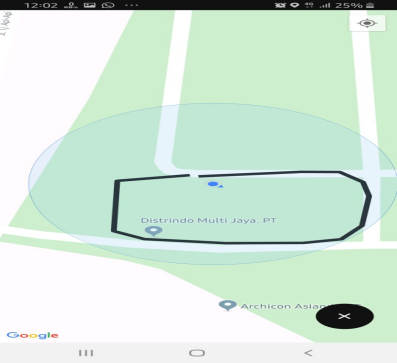 12:02
25%
Distrindo Multi Jaya, PT
Archicon Asian
Google